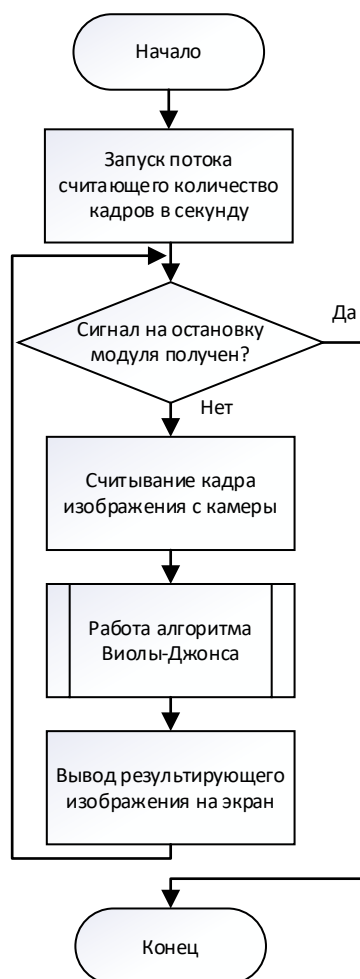 Начало
Запуск потока
считающего количество
кадров в секунду
Сигнал на остановку
модуля получен?
Да
Нет
Считывание кадра
изображения с камеры
Работа алгоритма
Виолы-Джонса
Вывод результирующего
изображения на экран
Конец